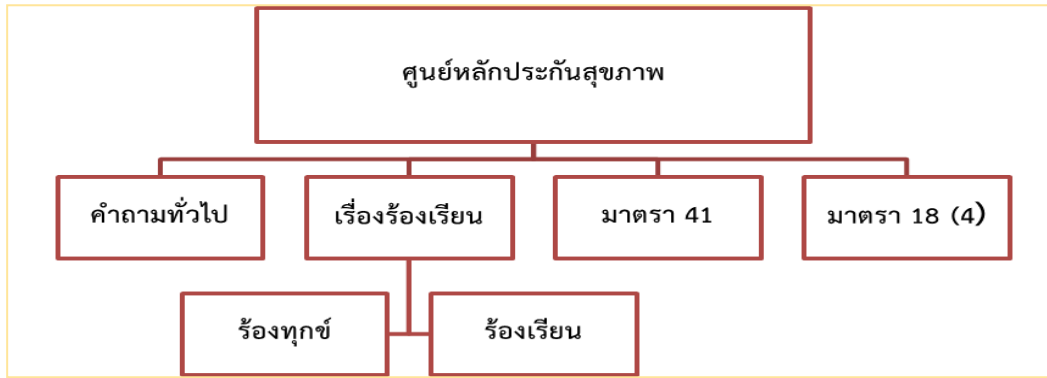 ศูนย์หลักประกันสุขภาพ
คำถามทั่วไป
เรื่องร้องเรียน
มาตรา 41
มาตรา 18 (4)
ร้องทุกข์
ร้องเรียน